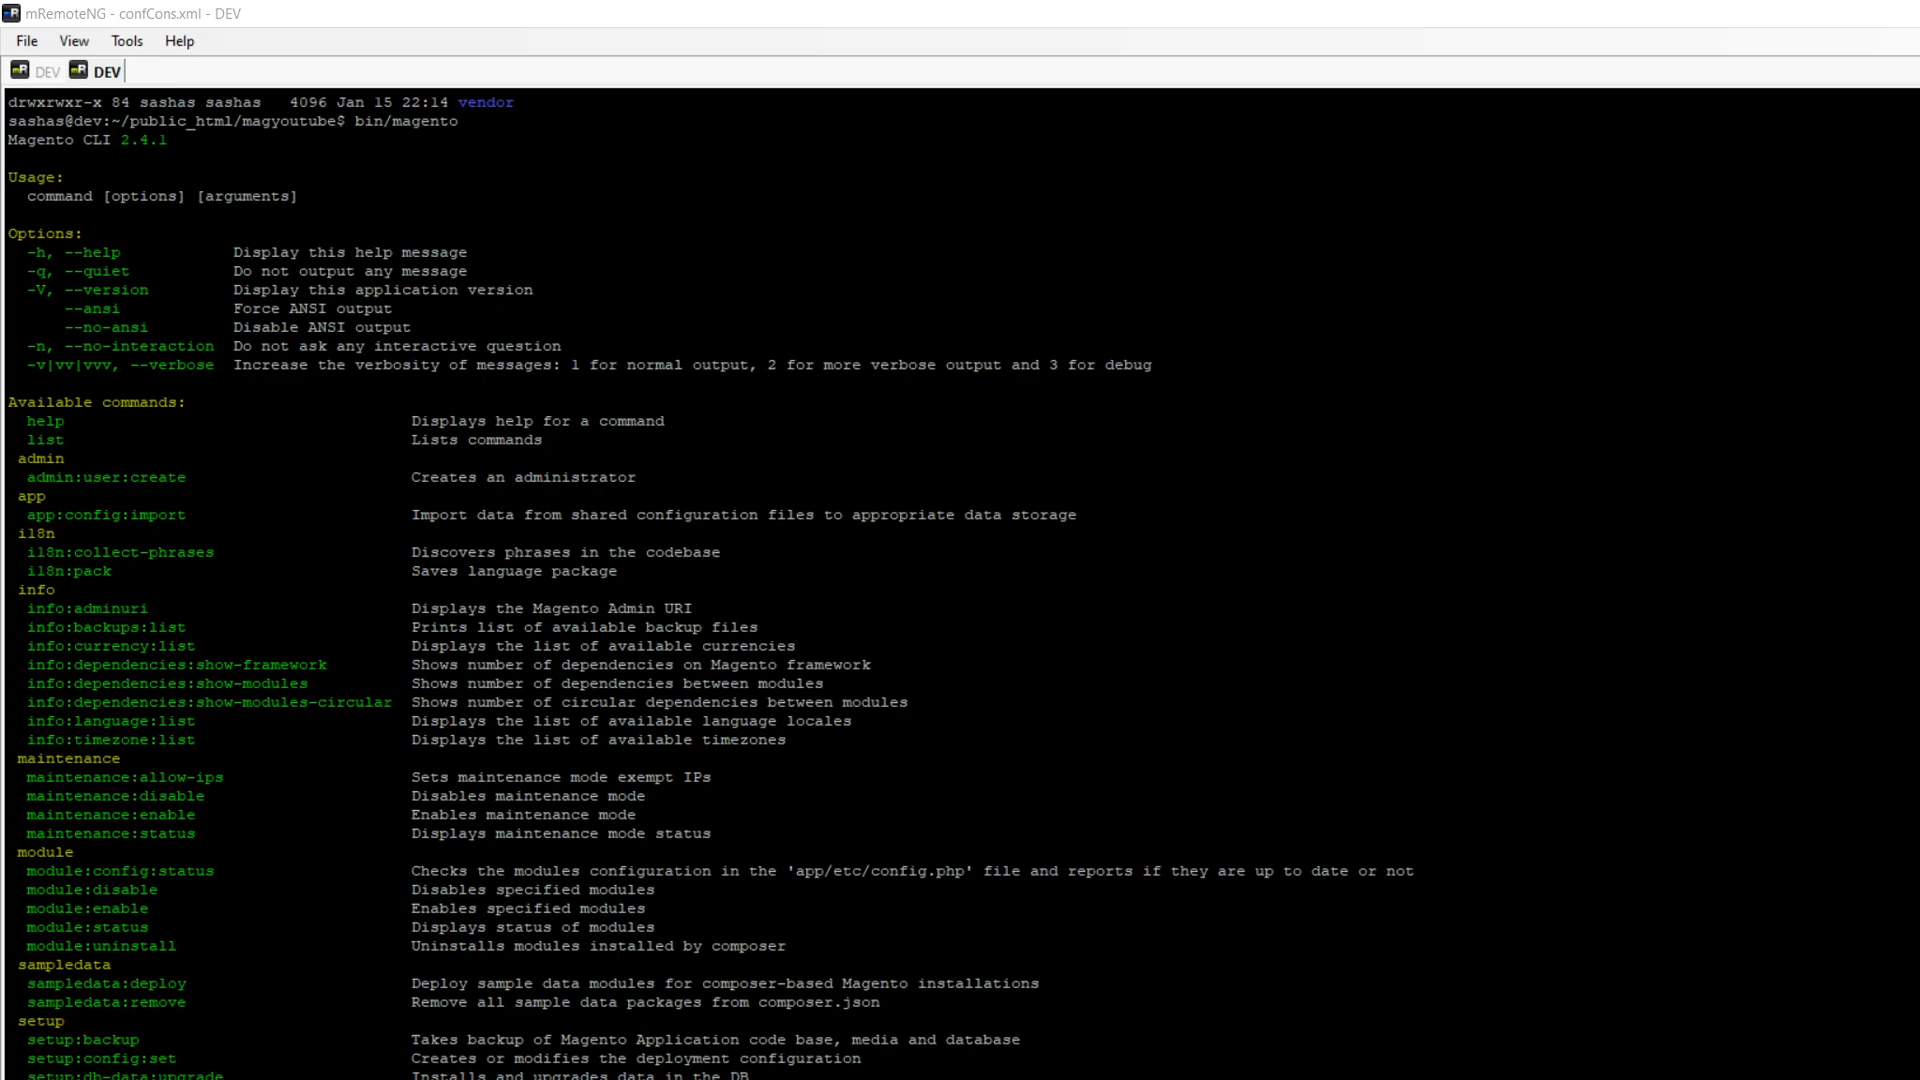 mRemoteNG - confCons.xml - DEV
File View Tools Help
DEV DEV
drwxrwxr-x 84 sashas sashas   4096 Jan 15 22:14 vendor
sashas@dev:~/public_html/magyoutube$ bin/magento
Magento CLI 2.4.1
Usage:
command [options] [arguments]
Options:
-h, --help Display this help message
-q, --quiet Do not output any message
-V, --version Display this application version
--ansi Force ANSI output
--no-ansi Disable ANSI output
-n, --no-interaction Do not ask any interactive question
-v|vv|vvv, --verbose Increase the verbosity of messages: 1 for normal output, 2 for more verbose output and 3 for debug
Available commands:
help Displays help for a command
list Lists commands
admin
admin:user:create Creates an administrator
app
app:config:import Import data from shared configuration files to appropriate data storage
i18n
i18n:collect-phrases Discovers phrases in the codebase
i18n:pack Saves language package
info
info:adminuri Displays the Magento Admin URI
info:backups:list Prints list of available backup files
info:currency:list Displays the list of available currencies
info:dependencies:show-framework Shows number of dependencies on Magento framework
info:dependencies:show-modules Shows number of dependencies between modules
info:dependencies:show-modules-circular Shows number of circular dependencies between modules
info:language:list Displays the list of available language locales
info:timezone:list Displays the list of available timezones
maintenance
maintenance:allow-ips Sets maintenance mode exempt IPs
maintenance:disable Disables maintenance mode
maintenance:enable Enables maintenance mode
maintenance:status Displays maintenance mode status
module
module:config:status Checks the modules configuration in the 'app/etc/config.php' file and reports if they are up to date or not
module:disable Disables specified modules
module:enable Enables specified modules
module:status Displays status of modules
module:uninstall Uninstalls modules installed by composer
sampledata
sampledata:deploy Deploy sample data modules for composer-based Magento installations
sampledata:remove Remove all sample data packages from composer.json
setup
setup:backup Takes backup of Magento Application code base, media and database
setup:config:set Creates or modifies the deployment configuration
setup:db-data:upgrade Installs and upgrades data in the DB